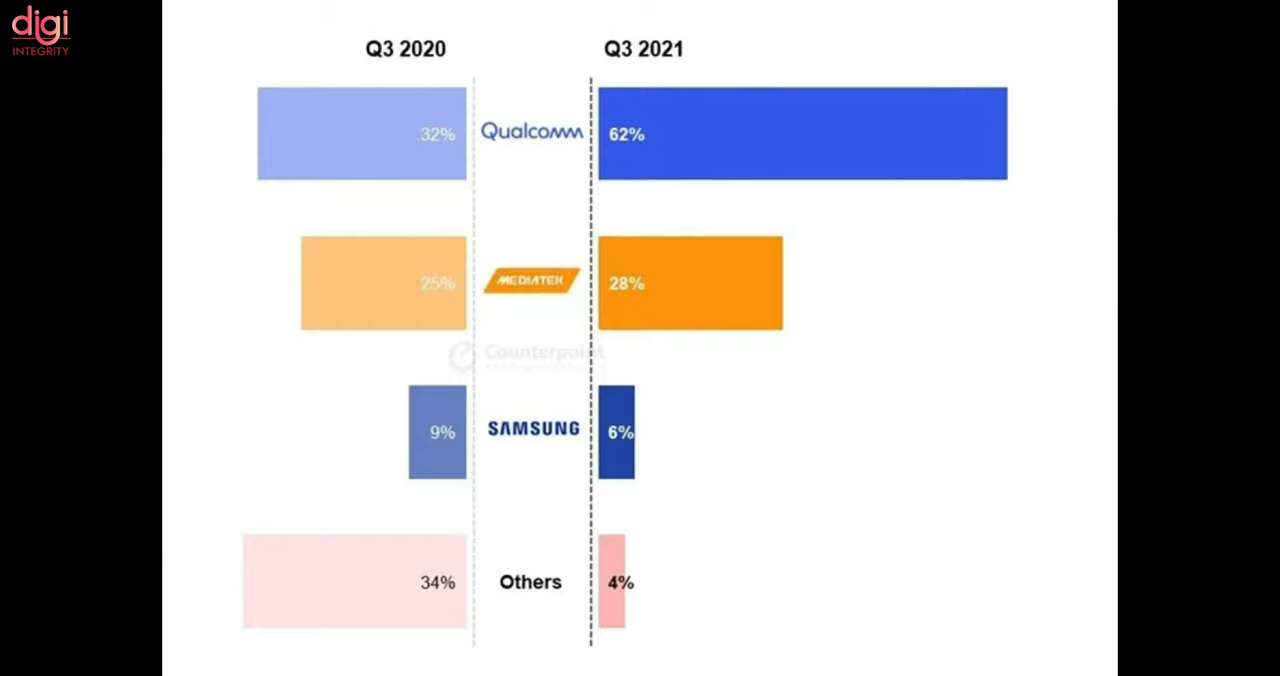 digi
INTEGRITY
Q3 2020
Q3 2021
32%
Qualcomm
62%
25%
MEDIATEK
28%
Counterpoint
9%
SAMSUNG
6%
34%
Others
4%